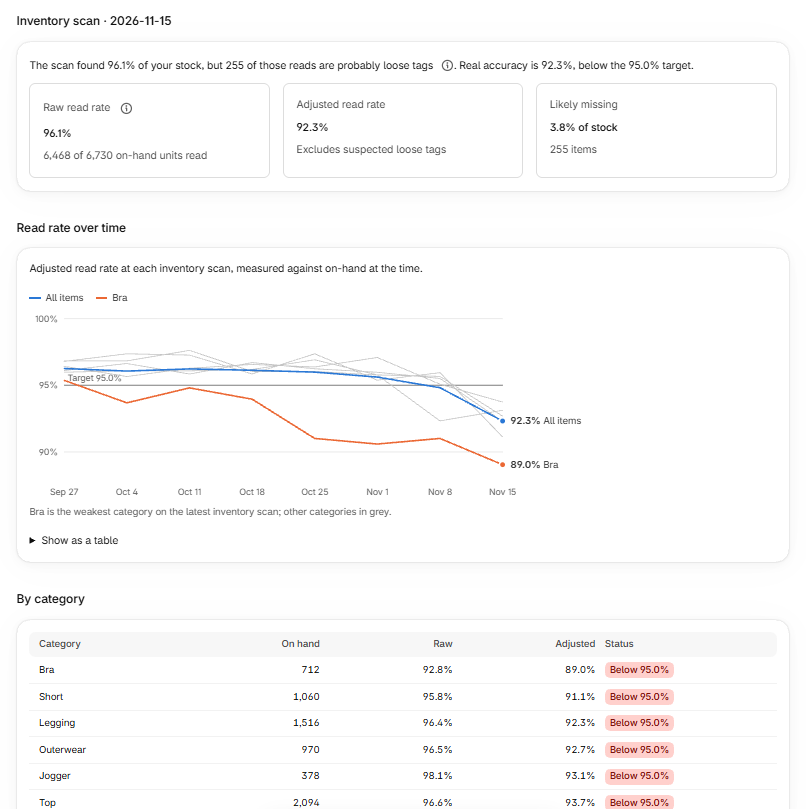 Inventory scan · 2026-11-15
The scan found 96.1% of your stock, but 255 of those reads are probably loose tags ⓘ. Real accuracy is 92.3%, below the 95.0% target.
Raw read rate ⓘ
96.1%
6,468 of 6,730 on-hand units read
Adjusted read rate
92.3%
Excludes suspected loose tags
Likely missing
3.8% of stock
255 items
Read rate over time
Adjusted read rate at each inventory scan, measured against on-hand at the time.
All items Bra
100%
Target 95.0%
95%
92.3% All items
90%
89.0% Bra
Sep 27 Oct 4 Oct 11 Oct 18 Oct 25 Nov 1 Nov 8 Nov 15
Bra is the weakest category on the latest inventory scan; other categories in grey.
▶ Show as a table
By category
Category On hand Raw Adjusted Status
Bra 712 92.8% 89.0% Below 95.0%
Short 1,060 95.8% 91.1% Below 95.0%
Legging 1,516 96.4% 92.3% Below 95.0%
Outerwear 970 96.5% 92.7% Below 95.0%
Jogger 378 98.1% 93.1% Below 95.0%
Top 2,094 96.6% 93.7% Below 95.0%